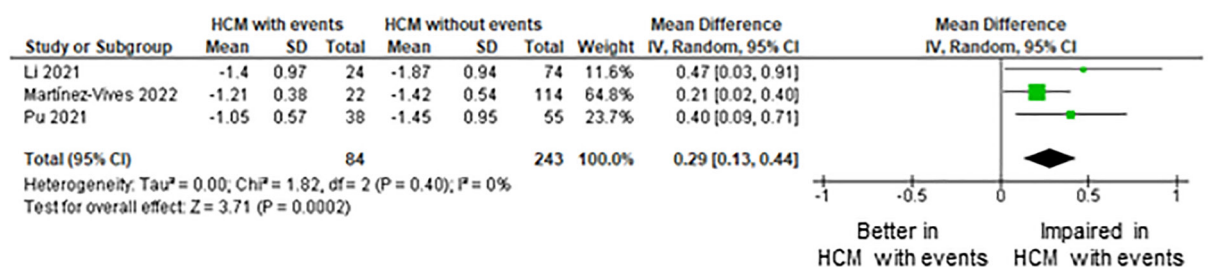 HCM with events HCM without events Mean Difference Mean Difference
Study or Subgroup Mean SD Total Mean SD Total Weight IV, Random, 95% CI IV, Random, 95% CI
Li 2021 -1.4 0.97 24 -1.87 0.94 74 11.6% 0.47 [0.03, 0.91]
Martínez-Vives 2022 -1.21 0.38 22 -1.42 0.54 114 64.8% 0.21 [0.02, 0.40]
Pu 2021 -1.05 0.57 38 -1.45 0.95 55 23.7% 0.40 [0.09, 0.71]
Total (95% CI) 84 243 100.0% 0.29 [0.13, 0.44]
Heterogeneity: Tau² = 0.00; Chi² = 1.82, df = 2 (P = 0.40); I² = 0%
Test for overall effect: Z = 3.71 (P = 0.0002)
-1 -0.5 0 0.5 1
Better in Impaired in
HCM with events HCM with events